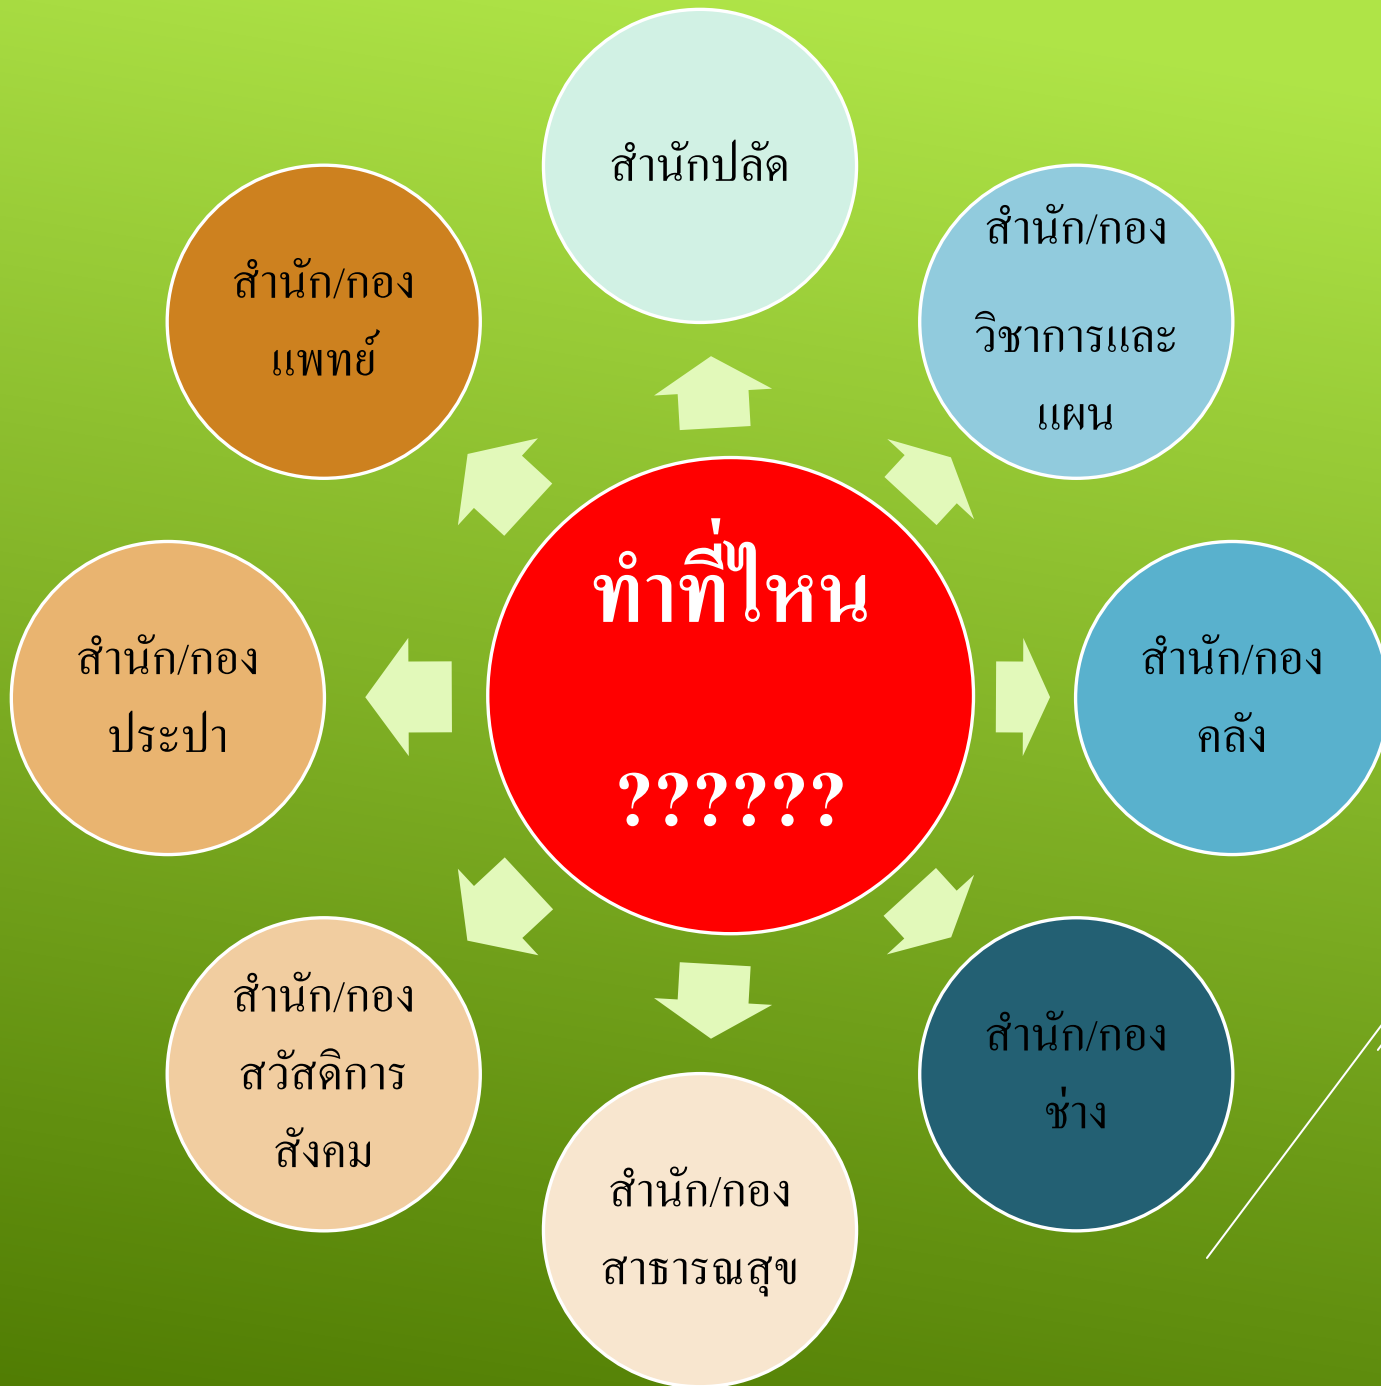 สำนักปลัด
สำนัก/กอง
วิชาการและ
แผน
สำนัก/กอง
คลัง
สำนัก/กอง
ช่าง
สำนัก/กอง
สาธารณสุข
สำนัก/กอง
สวัสดิการ
สังคม
สำนัก/กอง
ประปา
สำนัก/กอง
แพทย์
ทำที่ไหน
??????